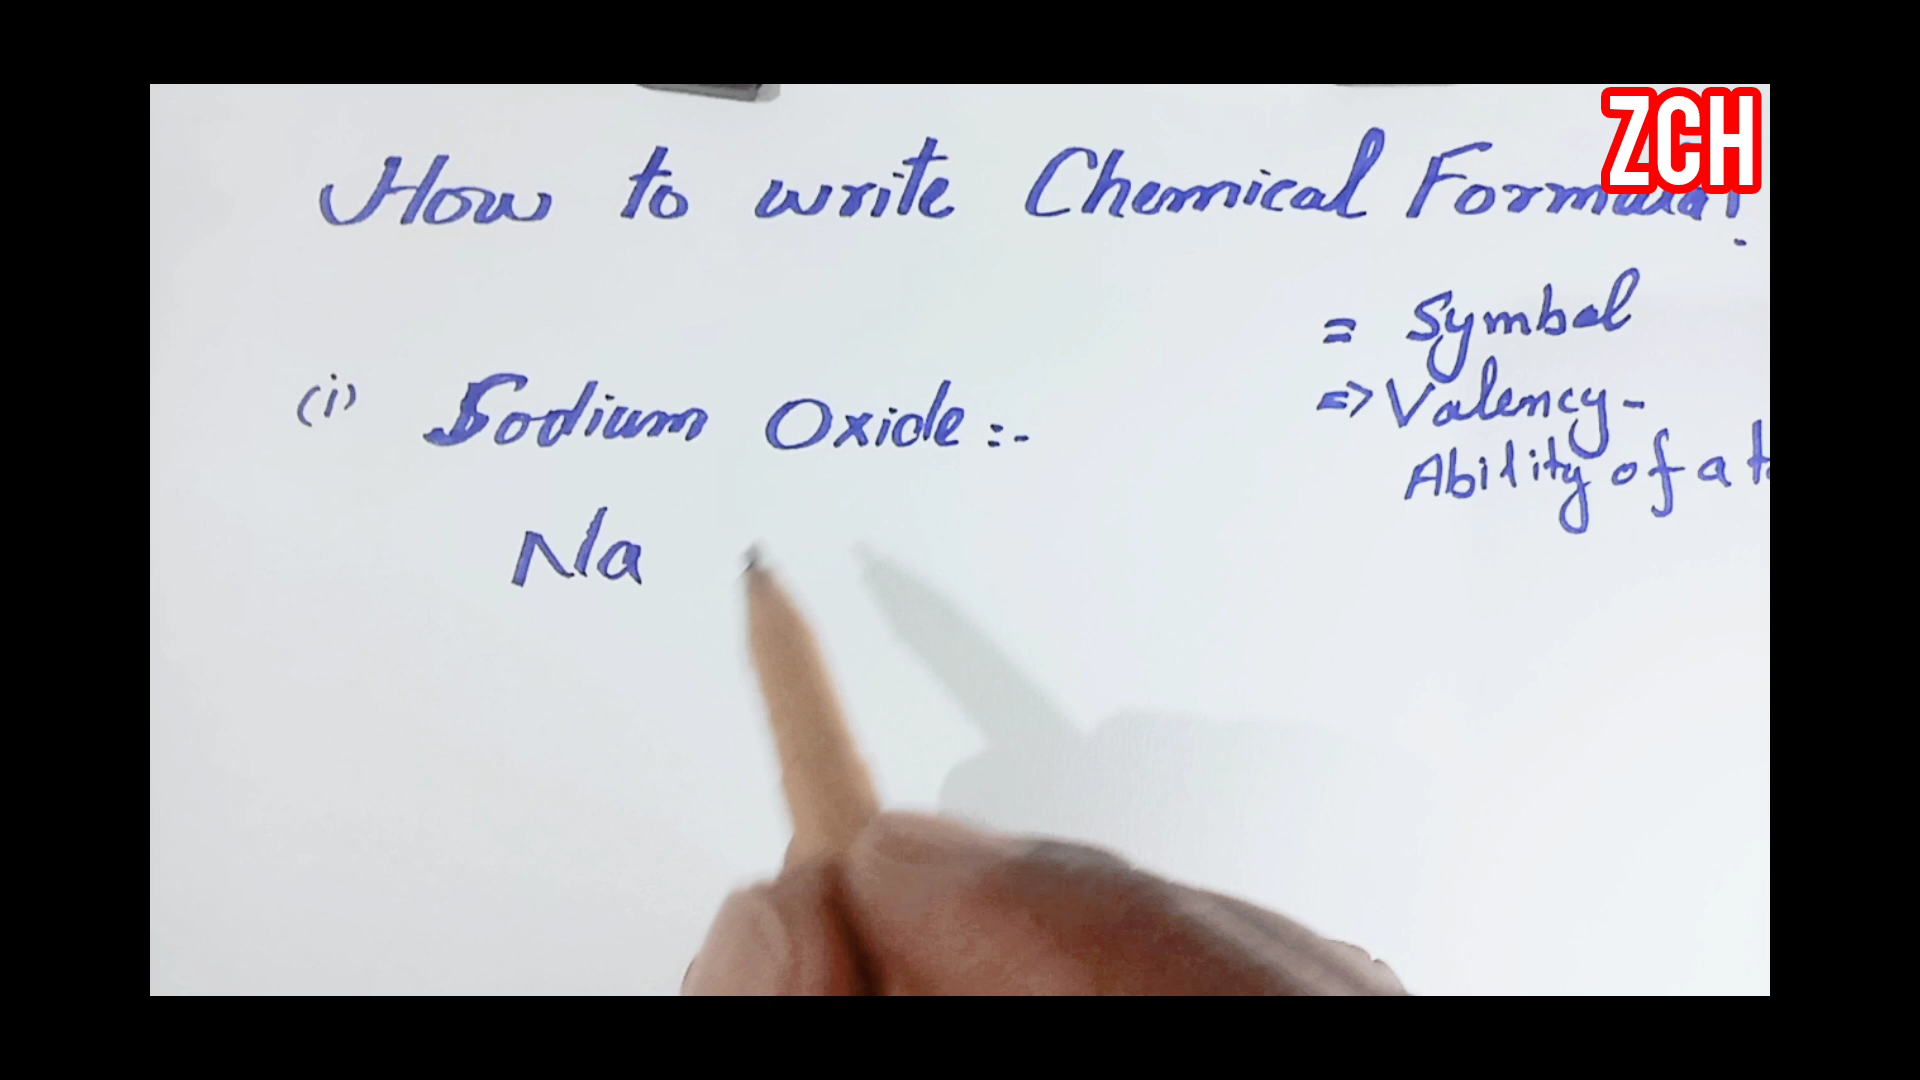 ZCH
How to write Chemical Formula?
= Symbol
(i) Sodium Oxide :-
=> Valency-
Ability of a
Na